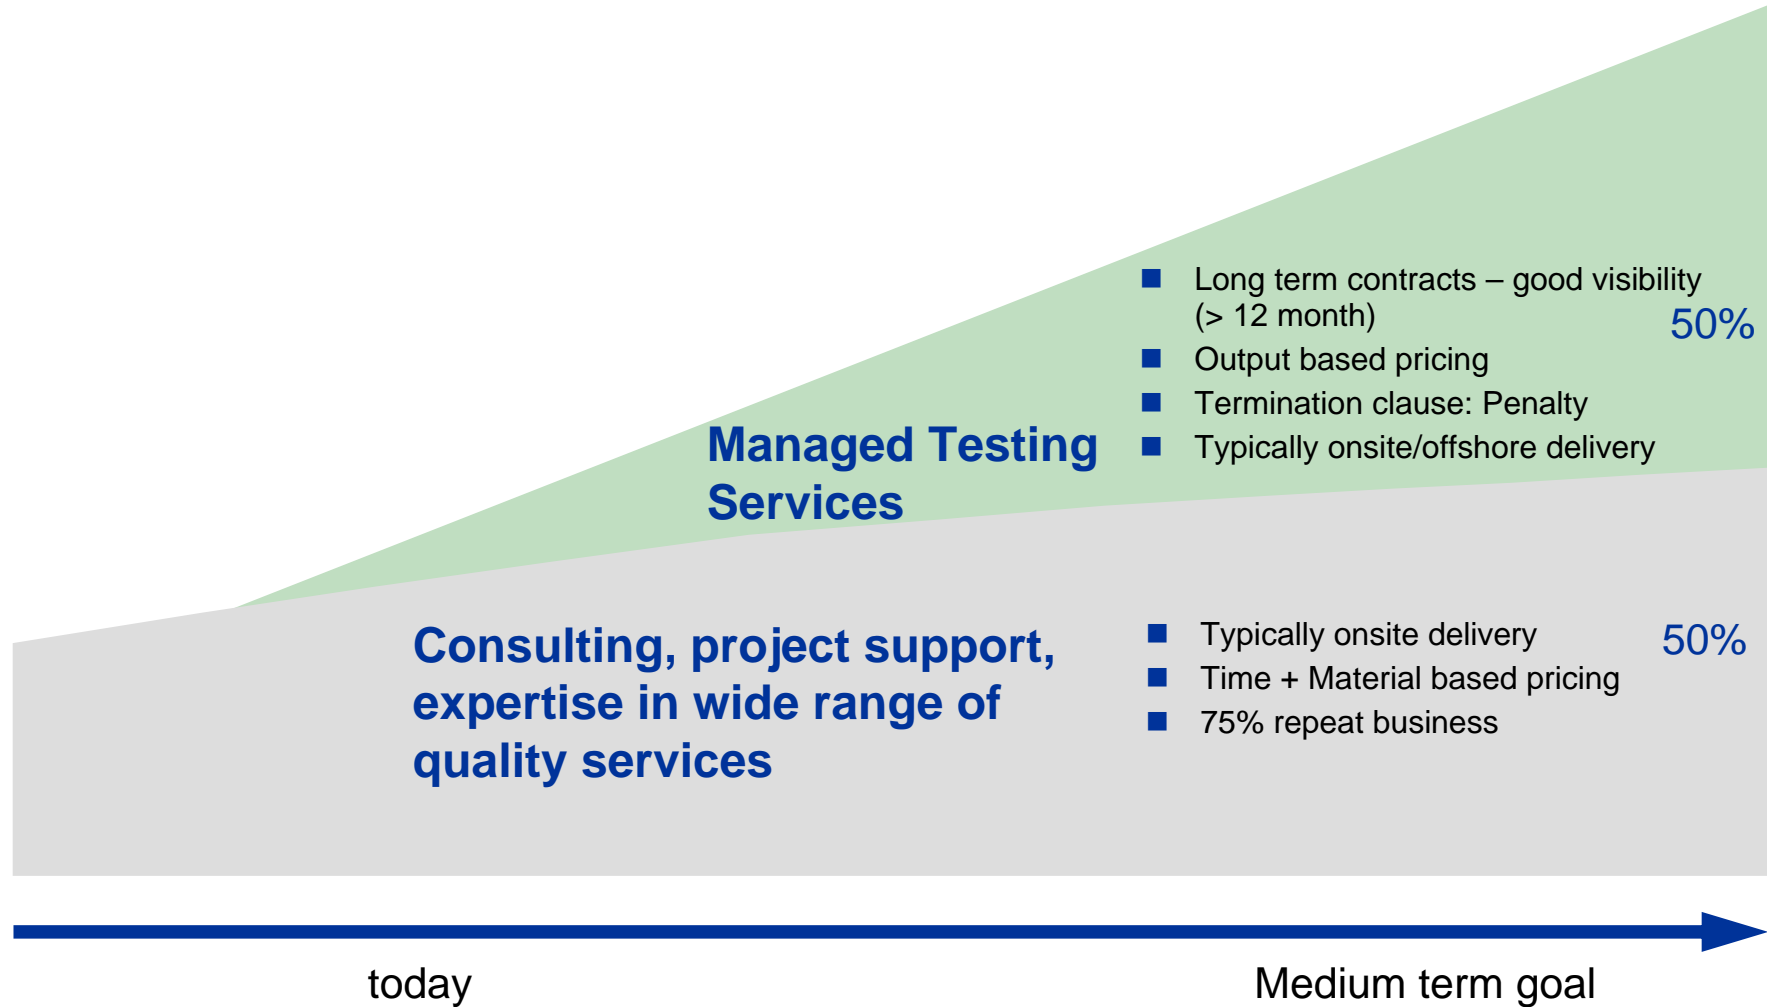 ■ Long term contracts – good visibility
(> 12 month)
50%
■ Output based pricing
■ Termination clause: Penalty
■ Typically onsite/offshore delivery
Managed Testing
Services
Consulting, project support,
expertise in wide range of
quality services
■ Typically onsite delivery
50%
■ Time + Material based pricing
■ 75% repeat business
today
Medium term goal